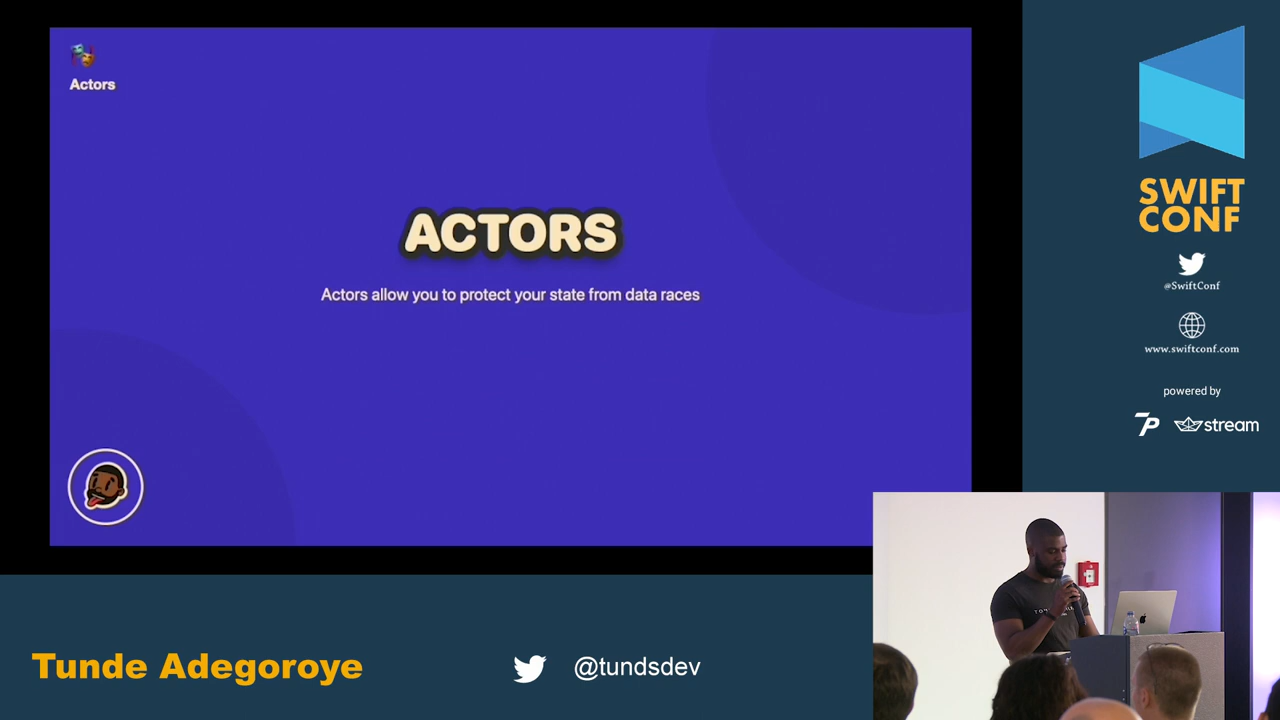 Actors
ACTORS
Actors allow you to protect your state from data races
SWIFT
CONF
@SwiftConf
www.swiftconf.com
powered by
7P
stream
Tunde Adegoroye
@tundsdev